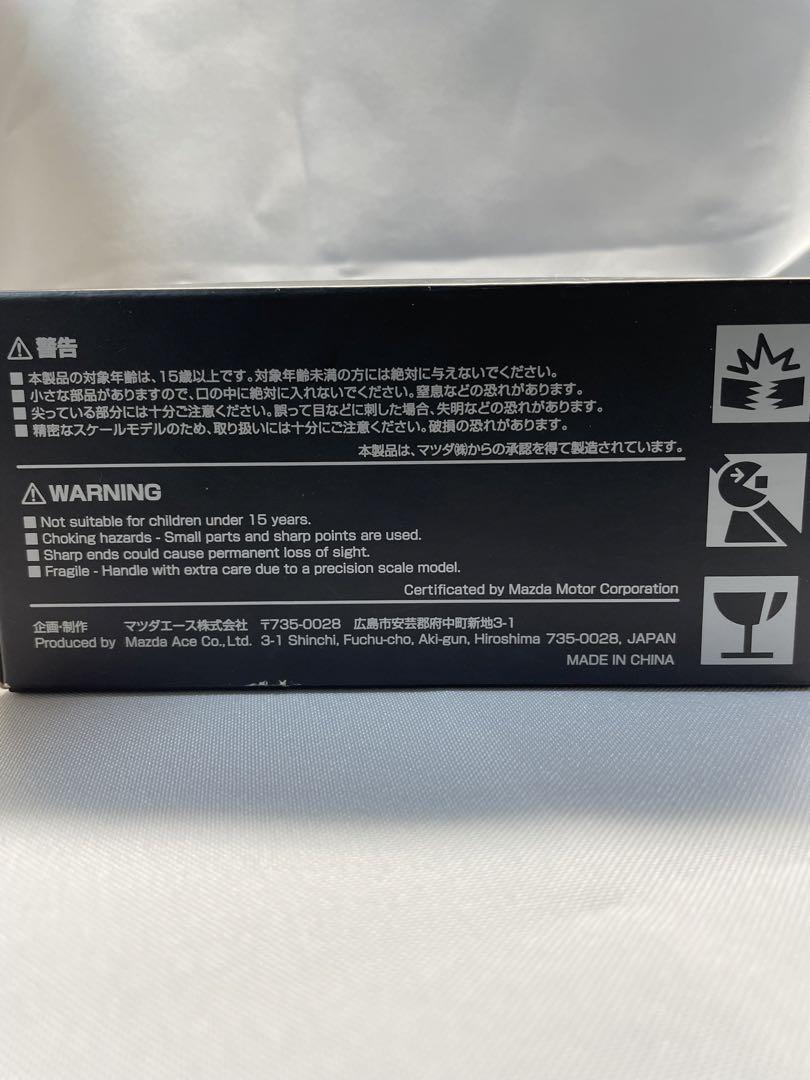 ⚠警告
■ 本製品の対象年齢は、15歳以上です。対象年齢未満の方には絶対に与えないでください。
■ 小さな部品がありますので、口の中に絶対に入れないでください。窒息などの恐れがあります。
■ 尖っている部分には十分ご注意ください。誤って目などに刺した場合、失明などの恐れがあります。
■ 精密なスケールモデルのため、取り扱いには十分にご注意ください。破損の恐れがあります。
本製品は、マツダ㈱からの承認を得て製造されています。
⚠WARNING
■ Not suitable for children under 15 years.
■ Choking hazards - Small parts and sharp points are used.
■ Sharp ends could cause permanent loss of sight.
■ Fragile - Handle with extra care due to a precision scale model.
Certificated by Mazda Motor Corporation
企画・制作 マツダエース株式会社 〒735-0028 広島市安芸郡府中町新地3-1
Produced by Mazda Ace Co.,Ltd. 3-1 Shinchi, Fuchu-cho, Aki-gun, Hiroshima 735-0028, JAPAN
MADE IN CHINA